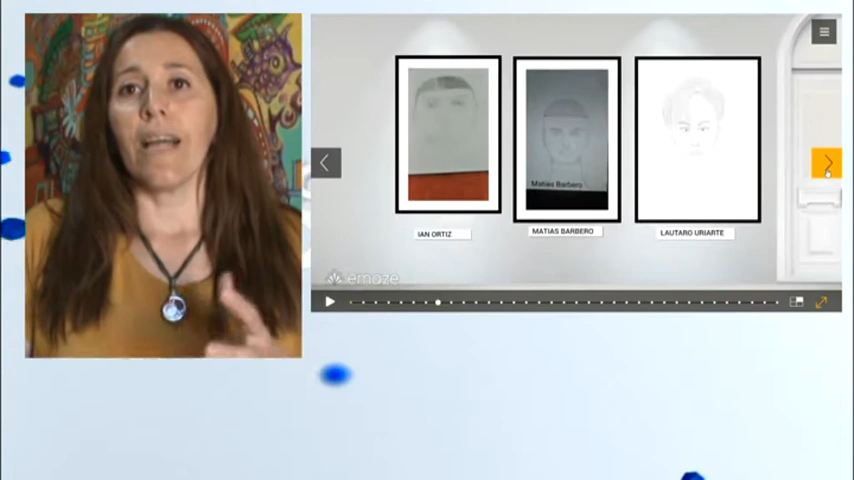 Matias Barbero
IAN ORTIZ
MATIAS BARBERO
LAUTARO URIARTE
emaze